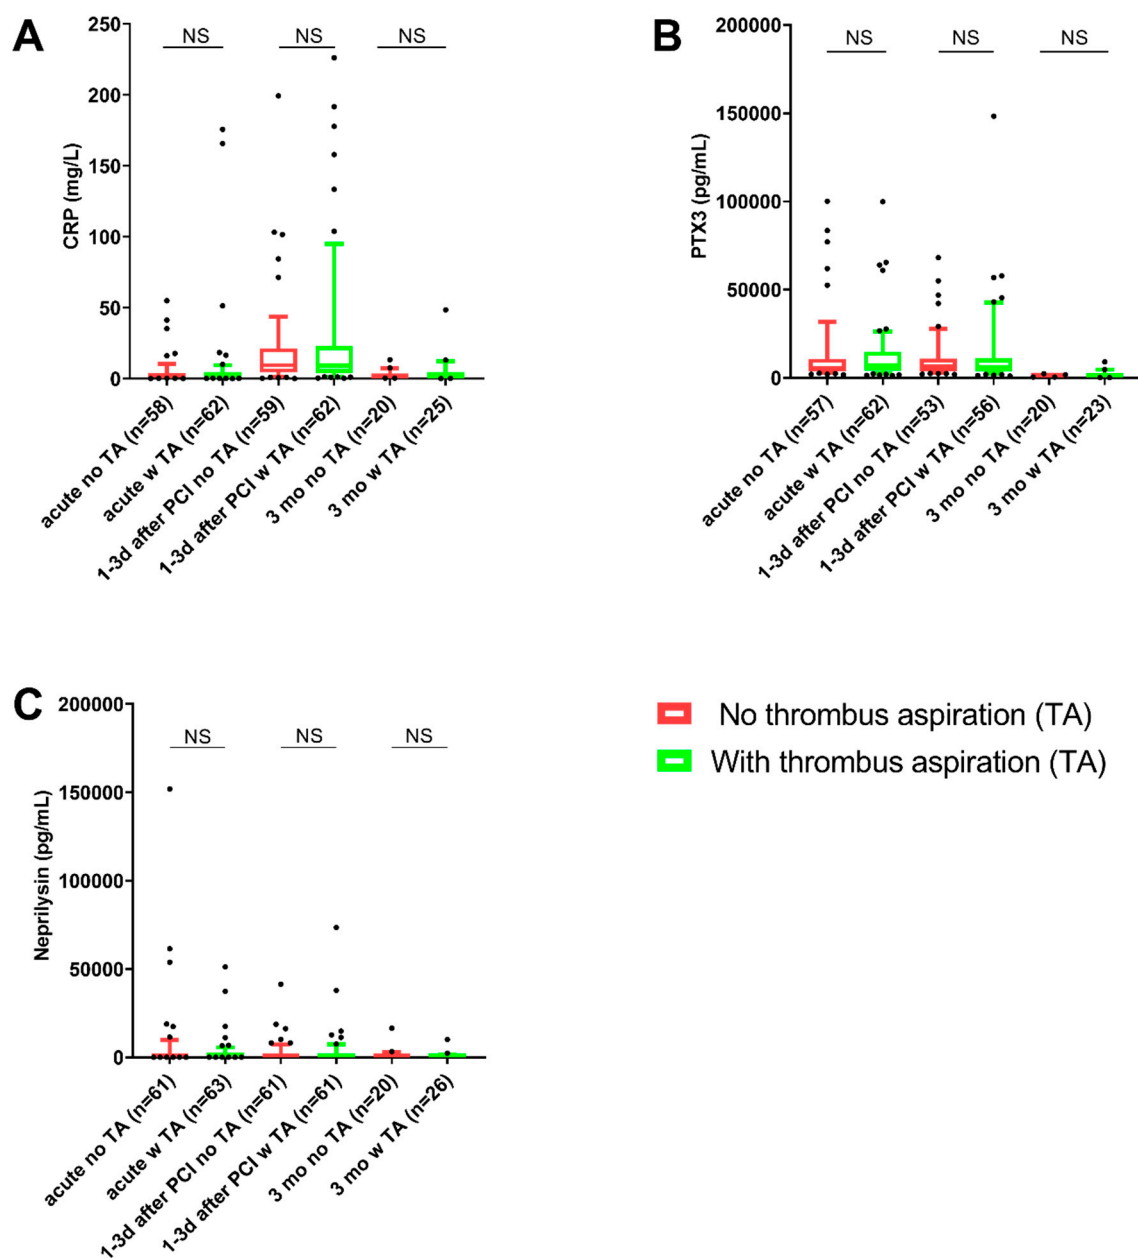 A
CRP (mg/L)
250
200
150
100
50
0
NS
NS
NS
acute no TA (n=58)
acute w TA (n=62)
1-3d after PCI no TA (n=59)
1-3d after PCI w TA (n=62)
3 mo no TA (n=20)
3 mo w TA (n=25)
B
PTX3 (pg/mL)
200000
150000
100000
50000
0
NS
NS
NS
acute no TA (n=57)
acute w TA (n=62)
1-3d after PCI no TA (n=53)
1-3d after PCI w TA (n=56)
3 mo no TA (n=20)
3 mo w TA (n=23)
C
Neprilysin (pg/mL)
200000
150000
100000
50000
0
NS
NS
NS
acute no TA (n=61)
acute w TA (n=63)
1-3d after PCI no TA (n=61)
1-3d after PCI w TA (n=61)
3 mo no TA (n=20)
3 mo w TA (n=26)
No thrombus aspiration (TA)
With thrombus aspiration (TA)